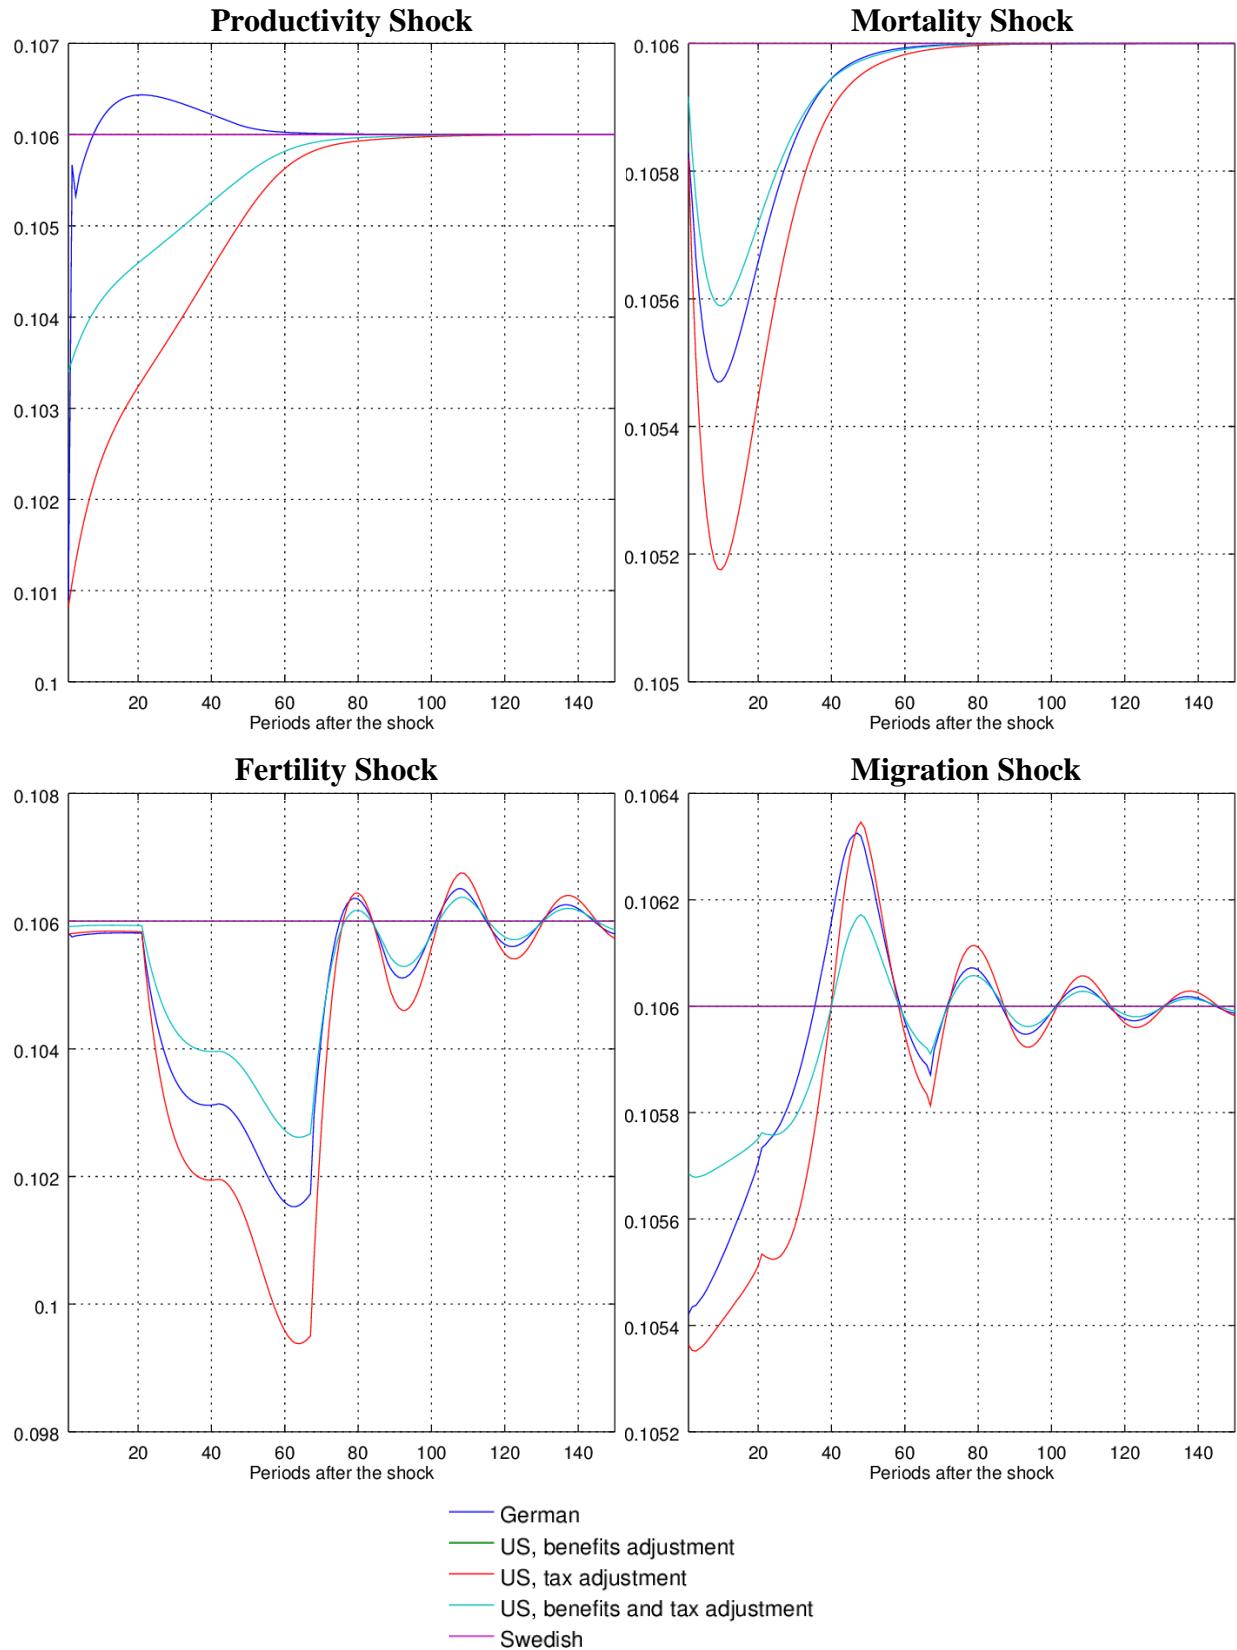 Productivity Shock
0.107
0.106
0.105
0.104
0.103
0.102
0.101
0.1
20 40 60 80 100 120 140
Periods after the shock
Mortality Shock
0.106
0.1058
0.1056
0.1054
0.1052
0.105
20 40 60 80 100 120 140
Periods after the shock
Fertility Shock
0.108
0.106
0.104
0.102
0.1
0.098
20 40 60 80 100 120 140
Periods after the shock
Migration Shock
0.1064
0.1062
0.106
0.1058
0.1056
0.1054
0.1052
20 40 60 80 100 120 140
Periods after the shock
German
US, benefits adjustment
US, tax adjustment
US, benefits and tax adjustment
Swedish